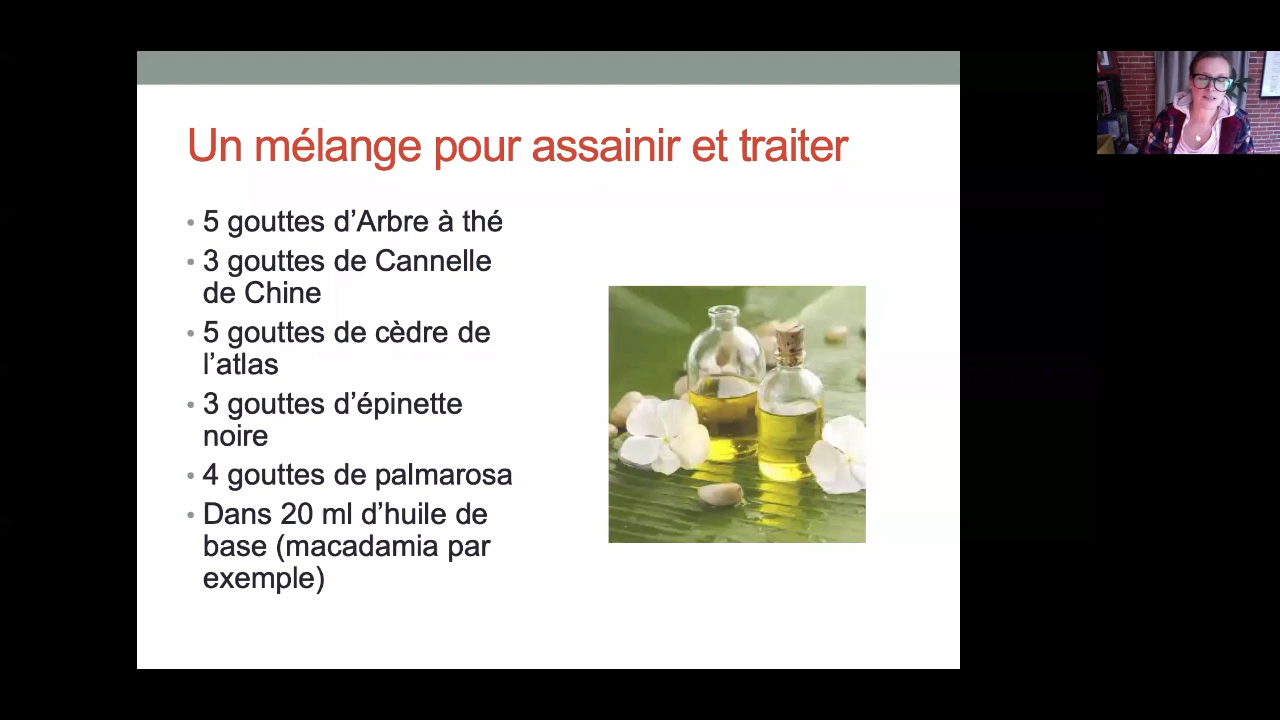 Un mélange pour assainir et traiter
• 5 gouttes d’Arbre à thé
• 3 gouttes de Cannelle
de Chine
• 5 gouttes de cèdre de
l’atlas
• 3 gouttes d’épinette
noire
• 4 gouttes de palmarosa
• Dans 20 ml d’huile de
base (macadamia par
exemple)